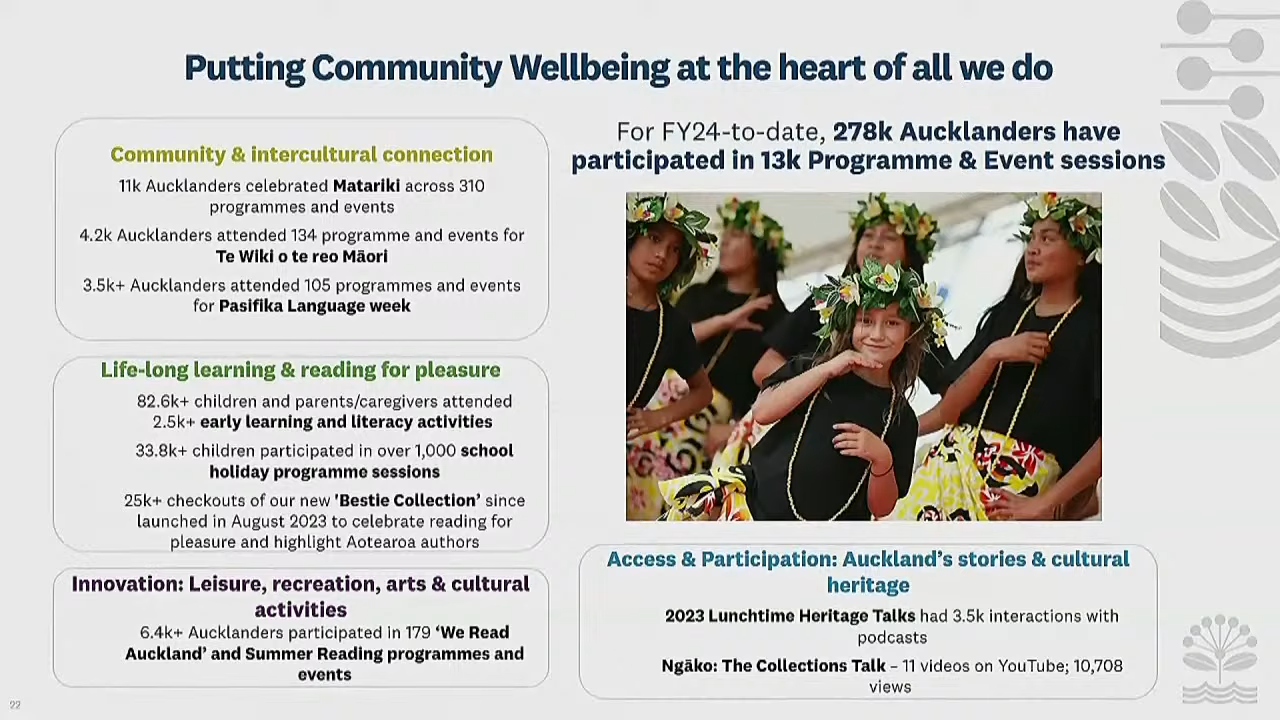 Putting Community Wellbeing at the heart of all we do
Community & intercultural connection
11k Aucklanders celebrated Matariki across 310
programmes and events
4.2k Aucklanders attended 134 programme and events for
Te Wiki o te reo Māori
3.5k+ Aucklanders attended 105 programmes and events
for Pasifika Language week
Life-long learning & reading for pleasure
82.6k+ children and parents/caregivers attended
2.5k+ early learning and literacy activities
33.8k+ children participated in over 1,000 school
holiday programme sessions
25k+ checkouts of our new 'Bestie Collection' since
launched in August 2023 to celebrate reading for
pleasure and highlight Aotearoa authors
Innovation: Leisure, recreation, arts & cultural
activities
6.4k+ Aucklanders participated in 179 ‘We Read
Auckland’ and Summer Reading programmes and
events
For FY24-to-date, 278k Aucklanders have
participated in 13k Programme & Event sessions
Access & Participation: Auckland’s stories & cultural
heritage
2023 Lunchtime Heritage Talks had 3.5k interactions with
podcasts
Ngāko: The Collections Talk – 11 videos on YouTube; 10,708
views
22